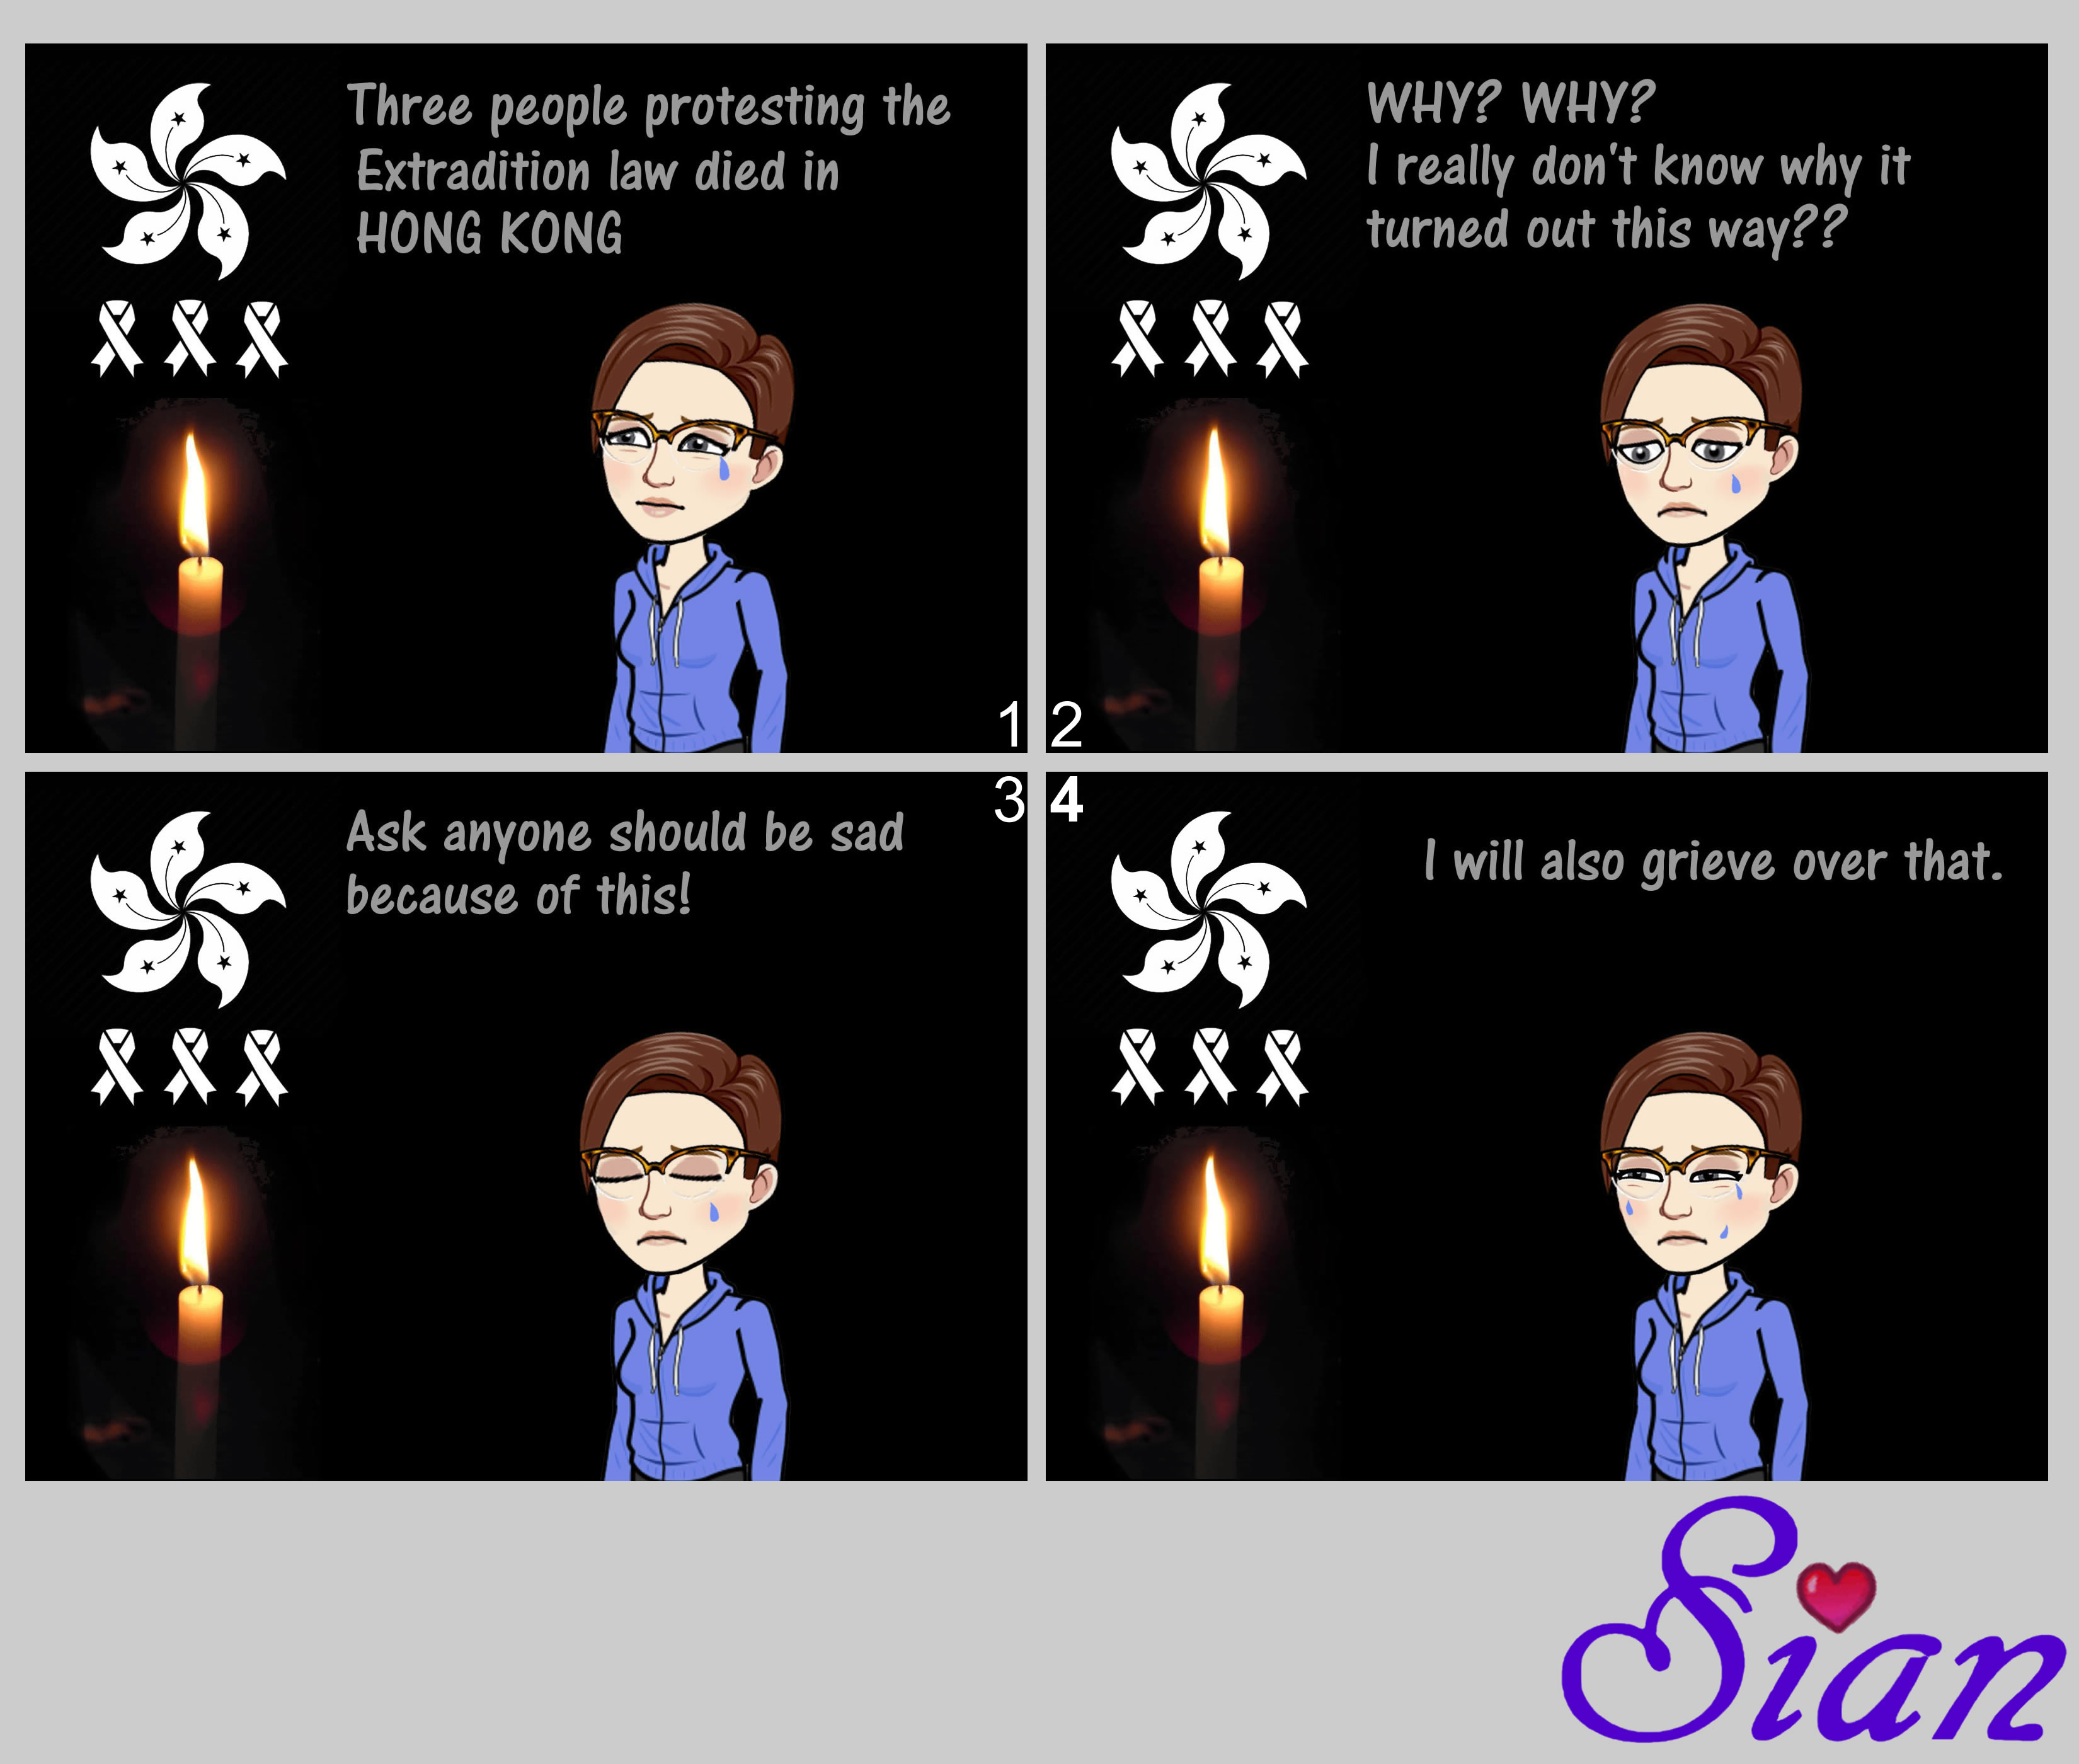 Three people protesting the
Extradition law died in
HONG KONG
1
WHY? WHY?
I really don't know why it
turned out this way??
2
Ask anyone should be sad
because of this!
3
I will also grieve over that.
4
Sian